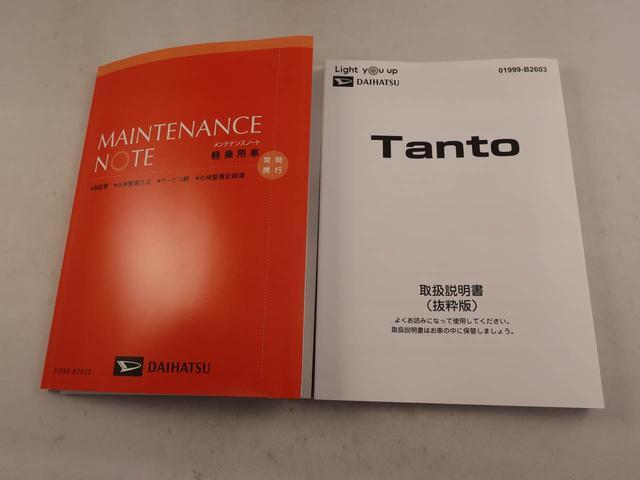 MAINTENANCE
NOTE
メンテナンスノート
軽乗用車
常時
携行
●保証書 ●点検整備方式 ●サービス網 ●点検整備記録簿
DAIHATSU
01999-B2032
Light you up
DAIHATSU
01999-B2603
Tanto
取扱説明書
(抜粋版)
よくお読みになって使用してください。
取扱説明書はお車の中に保管しましょう。